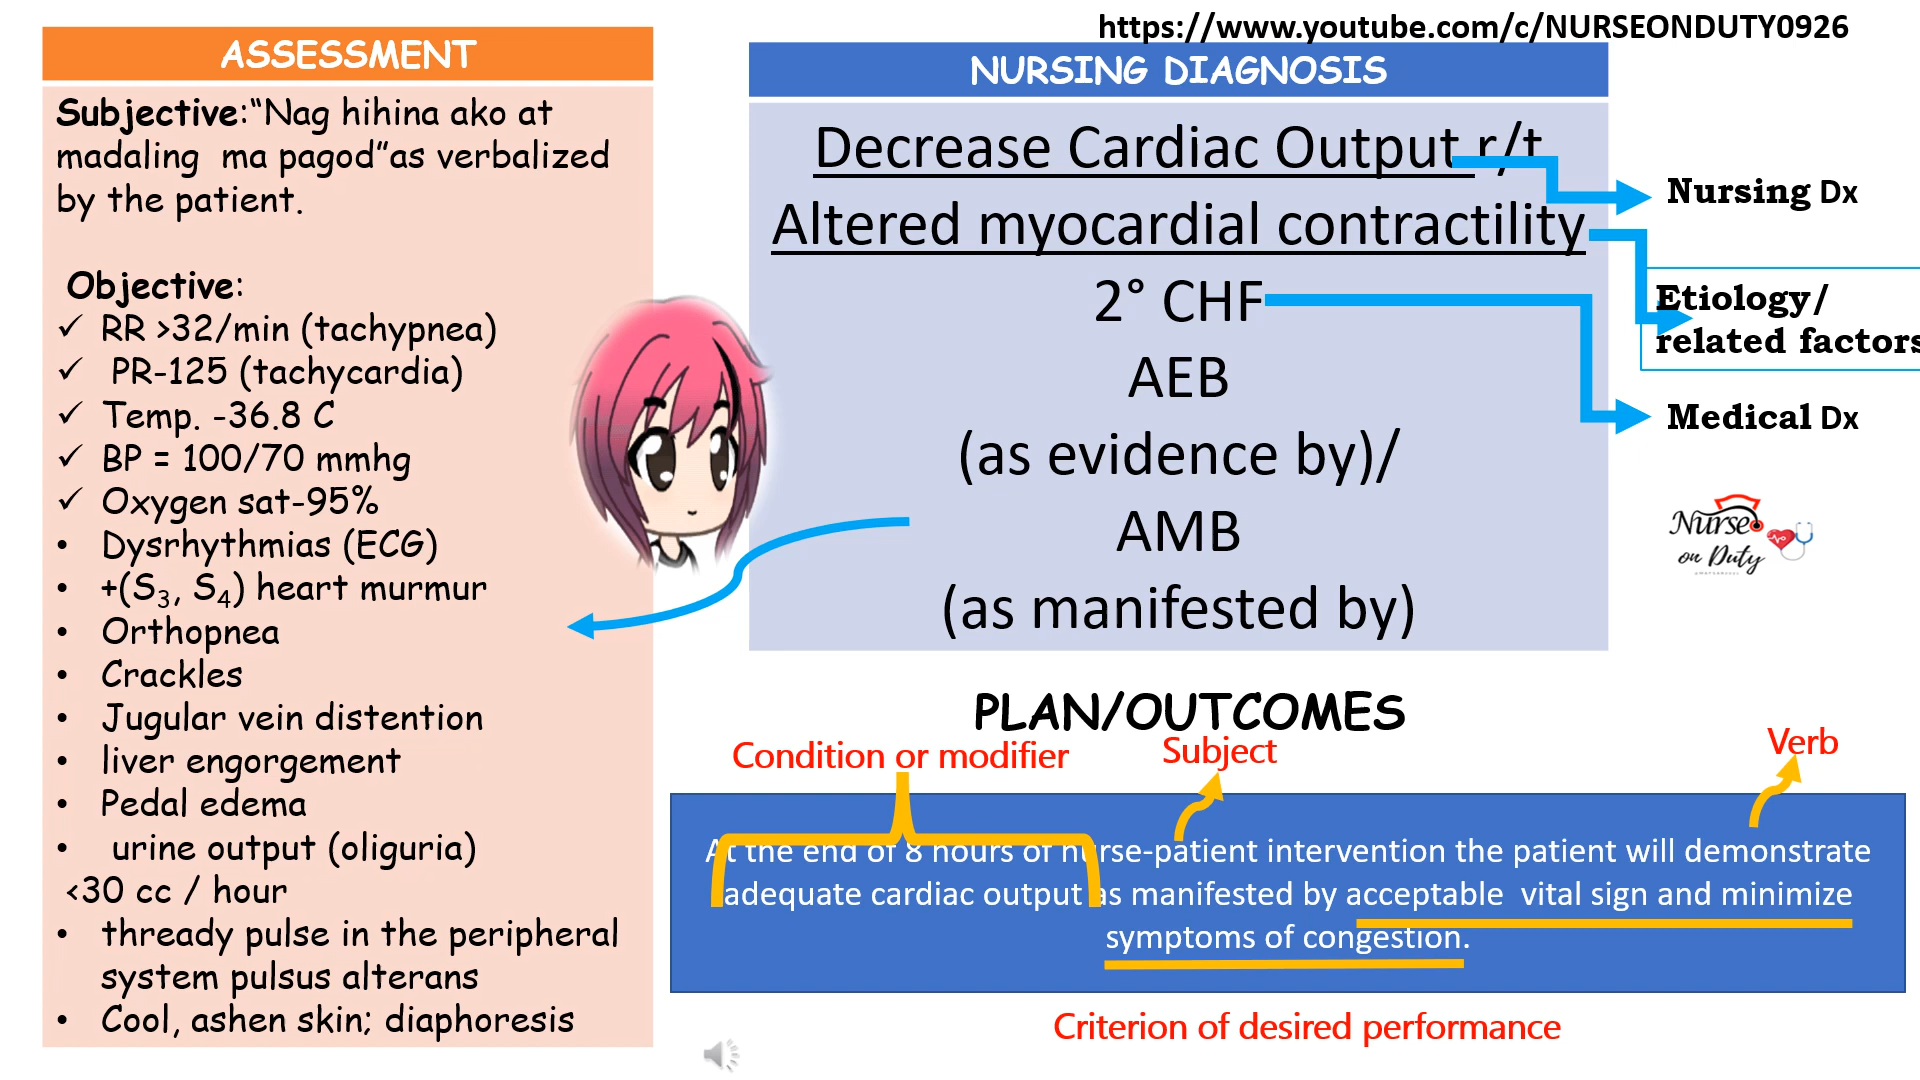 https://www.youtube.com/c/NURSEONDUTY0926
ASSESSMENT
Subjective:“Nag hihina ako at
madaling ma pagod”as verbalized
by the patient.
Objective:
✓ RR >32/min (tachypnea)
✓ PR-125 (tachycardia)
✓ Temp. -36.8 C
✓ BP = 100/70 mmhg
✓ Oxygen sat-95%
• Dysrhythmias (ECG)
• +(S3, S4) heart murmur
• Orthopnea
• Crackles
• Jugular vein distention
• liver engorgement
• Pedal edema
• urine output (oliguria)
<30 cc / hour
• thready pulse in the peripheral
system pulsus alterans
• Cool, ashen skin; diaphoresis
NURSING DIAGNOSIS
Decrease Cardiac Output r/t
Altered myocardial contractility
2° CHF
AEB
(as evidence by)/
AMB
(as manifested by)
Nursing Dx
Etiology/
related factors
Medical Dx
Nurse
on Duty
PLAN/OUTCOMES
Condition or modifier
Subject
Verb
At the end of 8 hours of nurse-patient intervention the patient will demonstrate
adequate cardiac output as manifested by acceptable vital sign and minimize
symptoms of congestion.
Criterion of desired performance